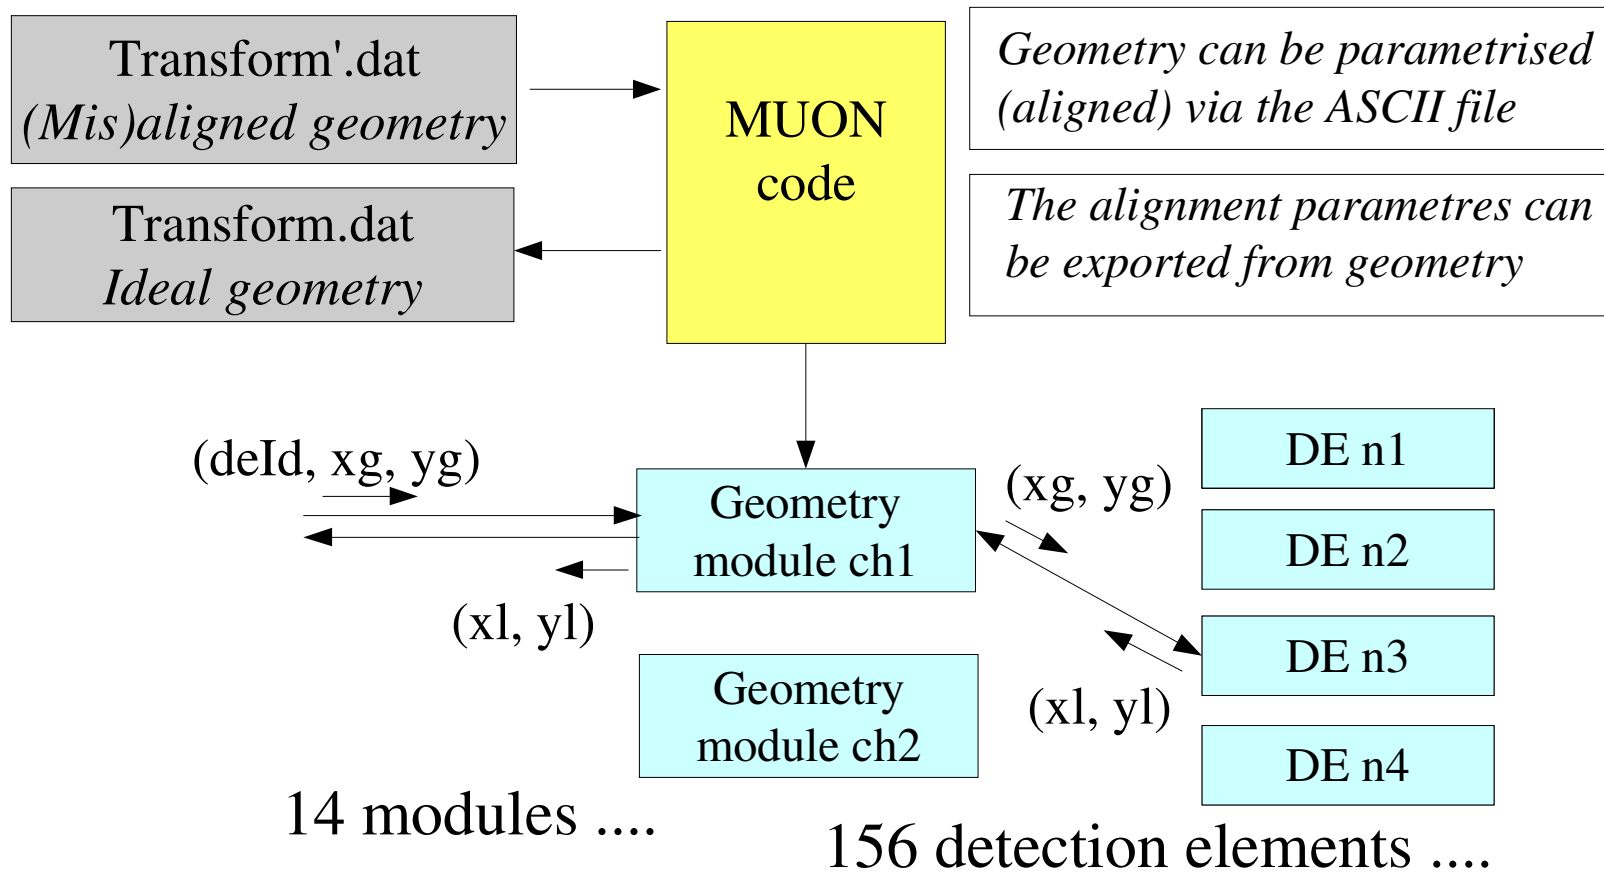 Transform'.dat
(Mis)aligned geometry
Transform.dat
Ideal geometry
MUON
code
Geometry can be parametrised
(aligned) via the ASCII file
The alignment parametres can
be exported from geometry
(deId, xg, yg)
(xl, yl)
Geometry
module ch1
Geometry
module ch2
(xg, yg)
(xl, yl)
DE n1
DE n2
DE n3
DE n4
14 modules ....
156 detection elements ....